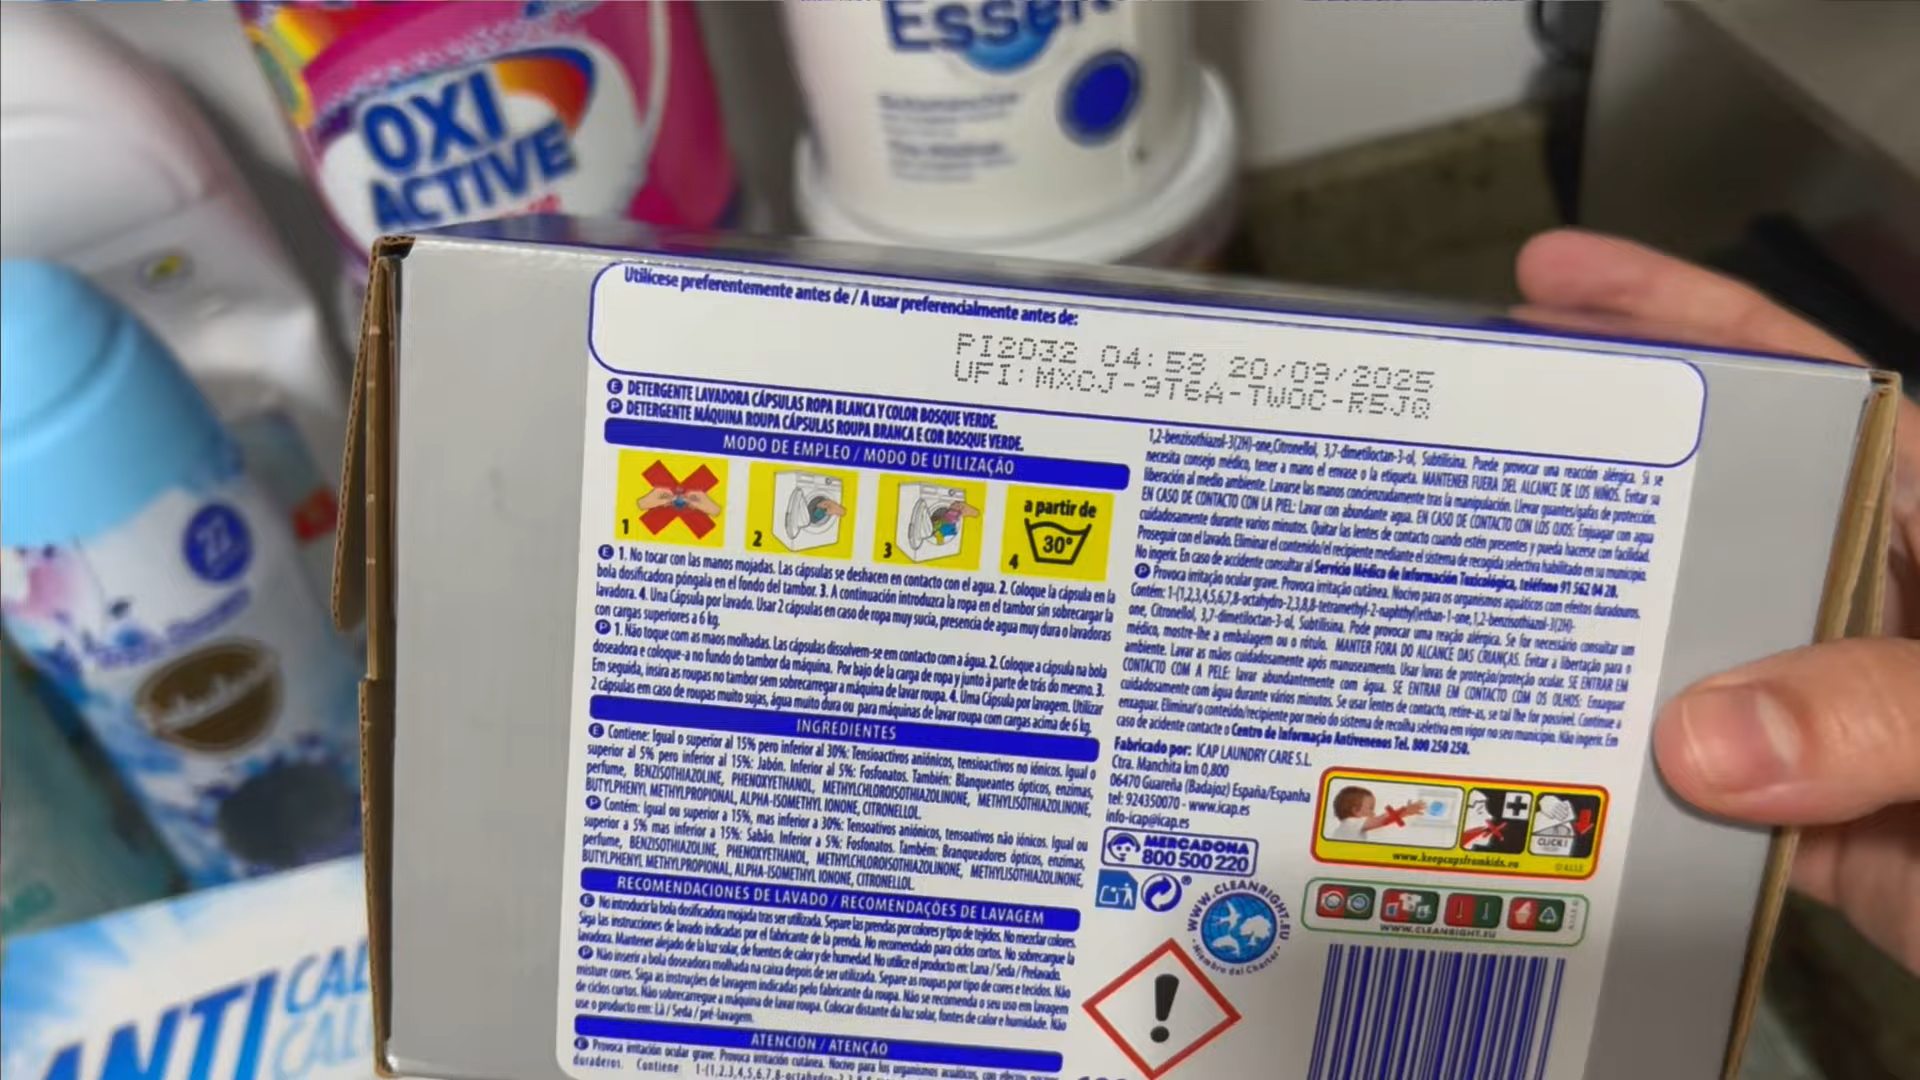 OXI
ACTIVE
Utilícese preferentemente antes de / A usar preferencialmente antes de:
PI2032 04:58 20/09/2025
UFI:MXCJ-9T6A-TW0C-R5JQ
E DETERGENTE LAVADORA CÁPSULAS ROPA BLANCA Y COLOR BOSQUE VERDE.
P DETERGENTE MÁQUINA ROUPA CÁPSULAS ROUPA BRANCA E COR BOSQUE VERDE.
MODO DE EMPLEO / MODO DE UTILIZAÇÃO
1
2
3
a partir de
30°
4
E 1. No tocar con las manos mojadas. Las cápsulas se deshacen en contacto con el agua. 2. Coloque la cápsula en la
bola dosificadora póngala en el fondo del tambor. 3. A continuación introduzca la ropa en el tambor sin sobrecargar la
lavadora. 4. Una Cápsula por lavado. Usar 2 cápsulas en caso de ropa muy sucia, presencia de agua muy dura o lavadoras
con cargas superiores a 6 kg.
P 1. Não toque com as maos molhadas. Las cápsulas dissolvem-se em contacto com a água. 2. Coloque a cápsula na bola
doseadora e coloque-a no fundo do tambor da máquina. Por baixo de la carga de ropa y junto à parte de trás do mesmo. 3.
Em seguida, insira as roupas no tambor sem sobrecarregar a máquina de lavar roupa. 4. Uma Cápsula por lavagem. Utilizar
2 cápsulas em caso de roupas muito sujas, água muito dura ou para máquinas de lavar roupa com cargas acima de 6 kg.
INGREDIENTES
E Contiene: Igual o superior al 15% pero inferior al 30%: Tensioactivos aniónicos, tensioactivos no iónicos. Igual o
superior al 5% pero inferior al 15%: Jabón. Inferior al 5%: Fosfonatos. También: Blanqueantes ópticos, enzimas,
perfume, BENZISOTHIAZOLINE, PHENOXYETHANOL, METHYLCHLOROISOTHIAZOLINONE, METHYLISOTHIAZOLINONE,
BUTYLPHENYL METHYLPROPIONAL, ALPHA-ISOMETHYL IONONE, CITRONELLOL.
P Contém: Igual ou superior a 15%, mas inferior a 30%: Tensoativos aniónicos, tensoativos não iónicos. Igual ou
superior a 5% mas inferior a 15%: Sabão. Inferior a 5%: Fosfonatos. Também: Branqueadores ópticos, enzimas,
perfume, BENZISOTHIAZOLINE, PHENOXYETHANOL, METHYLCHLOROISOTHIAZOLINONE, METHYLISOTHIAZOLINONE,
BUTYLPHENYL METHYLPROPIONAL, ALPHA-ISOMETHYL IONONE, CITRONELLOL.
RECOMENDACIONES DE LAVADO / RECOMENDAÇÕES DE LAVAGEM
E No introducir la bola dosificadora mojada tras ser utilizada. Separe las prendas por colores y tipo de tejidos. No mezclar colores.
Siga las instrucciones de lavado indicadas por el fabricante de la prenda. No recomendado para ciclos cortos. No sobrecargue la
lavadora. Mantener alejado de la luz solar, de fuentes de calor y de humedad. No utilice el producto en: Lana / Seda / Prelavado.
P Não inserir a bola doseadora molhada na caixa depois de ser utilizada. Separe as roupas por tipo de cores e tecidos. Não
misture cores. Siga as instruções de lavagem indicadas pelo fabricante da roupa. Não se recomenda o seu uso em lavagem
de ciclos curtos. Não sobrecarregue a máquina de lavar roupa. Colocar distante da luz solar, fontes de calor e humidade. Não
use o produto em: Lã / Seda / pré-lavagem.
ATENCIÓN / ATENÇÃO
E Provoca irritación ocular grave. Provoca irritación cutánea. Nocivo para los organismos acuáticos, con efectos
duraderos. Contiene:
1,2-benzisothiazol-3(2H)-one, Citronellol, 3,7-dimetiloctan-3-ol, Subtilisina. Puede provocar una reacción alérgica. Si se
necesita consejo médico, tener a mano el envase o la etiqueta. MANTENER FUERA DEL ALCANCE DE LOS NIÑOS. Evitar su
liberación al medio ambiente. Lavarse las manos concienzudamente tras la manipulación. Llevar guantes/gafas de protección.
EN CASO DE CONTACTO CON LA PIEL: Lavar con abundante agua. EN CASO DE CONTACTO CON LOS OJOS: Enjuagar con agua
cuidadosamente durante varios minutos. Quitar las lentes de contacto cuando estén presentes y pueda hacerse con facilidad.
Proseguir con el lavado. Eliminar el contenido/el recipiente mediante el sistema de recogida selectiva habilitado en su municipio.
No ingerir. En caso de accidente consultar al Servicio Médico de Información Toxicológica, teléfono 91 562 04 20.
P Provoca irritação ocular grave. Provoca irritação cutánea. Nocivo para os organismos aquáticos com efeitos duradouros.
Contém: 1-(1,2,3,4,5,6,7,8-octahydro-2,3,8,8-tetramethyl-2-naphthyl)ethan-1-one, 1,2-benzisothiazol-3(2H)-
one, Citronellol, 3,7-dimetiloctan-3-ol, Subtilisina. Pode provocar uma reação alérgica. Se for necessário consultar um
médico, mostre-lhe a embalagem ou o rótulo. MANTER FORA DO ALCANCE DAS CRIANÇAS. Evitar a libertação para o
ambiente. Lavar as mãos cuidadosamente após manuseamento. Usar luvas de proteção/proteção ocular. SE ENTRAR EM
CONTACTO COM A PELE: lavar abundantemente com água. SE ENTRAR EM CONTACTO COM OS OLHOS: Enxaguar
cuidadosamente com água durante vários minutos. Se usar lentes de contacto, retire-as, se tal lhe for possível. Continue a
enxaguar. Eliminar o conteúdo/recipiente por meio do sistema de recolha seletiva em vigor no seu município. Não ingerir. Em
caso de acidente contacte o Centro de Informação Antivenenos Tel. 800 250 250.
Fabricado por: ICAP LAUNDRY CARE S.L.
Ctra. Manchita km 0,800
06470 Guareña (Badajoz) España/Espanha
tel: 924350070 - www.icap.es
info-icap@icap.es
MERCADONA
800 500 220
WWW.CLEANRIGHT.EU
Miembro del Charter
CLICK!
www.keepcapsfromkids.eu
WWW.CLEANRIGHT.EU
ANTI CAL